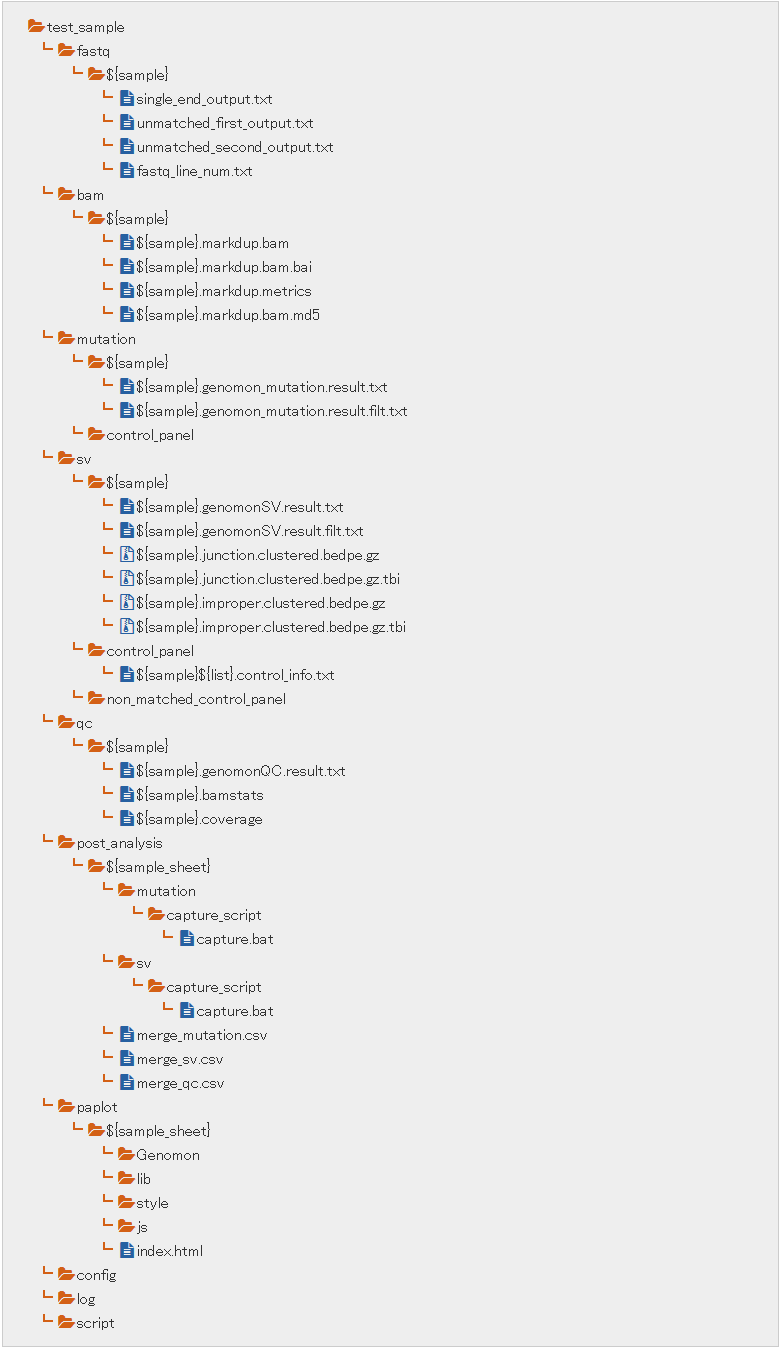 test_sample
fastq
${sample}
single_end_output.txt
unmatched_first_output.txt
unmatched_second_output.txt
fastq_line_num.txt
bam
${sample}
${sample}.markdup.bam
${sample}.markdup.bam.bai
${sample}.markdup.metrics
${sample}.markdup.bam.md5
mutation
${sample}
${sample}.genomon_mutation.result.txt
${sample}.genomon_mutation.result.filt.txt
control_panel
sv
${sample}
${sample}.genomonSV.result.txt
${sample}.genomonSV.result.filt.txt
${sample}.junction.clustered.bedpe.gz
${sample}.junction.clustered.bedpe.gz.tbi
${sample}.improper.clustered.bedpe.gz
${sample}.improper.clustered.bedpe.gz.tbi
control_panel
${sample}${list}.control_info.txt
non_matched_control_panel
qc
${sample}
${sample}.genomonQC.result.txt
${sample}.bamstats
${sample}.coverage
post_analysis
${sample_sheet}
mutation
capture_script
capture.bat
sv
capture_script
capture.bat
merge_mutation.csv
merge_sv.csv
merge_qc.csv
paplot
${sample_sheet}
Genomon
lib
style
js
index.html
config
log
script